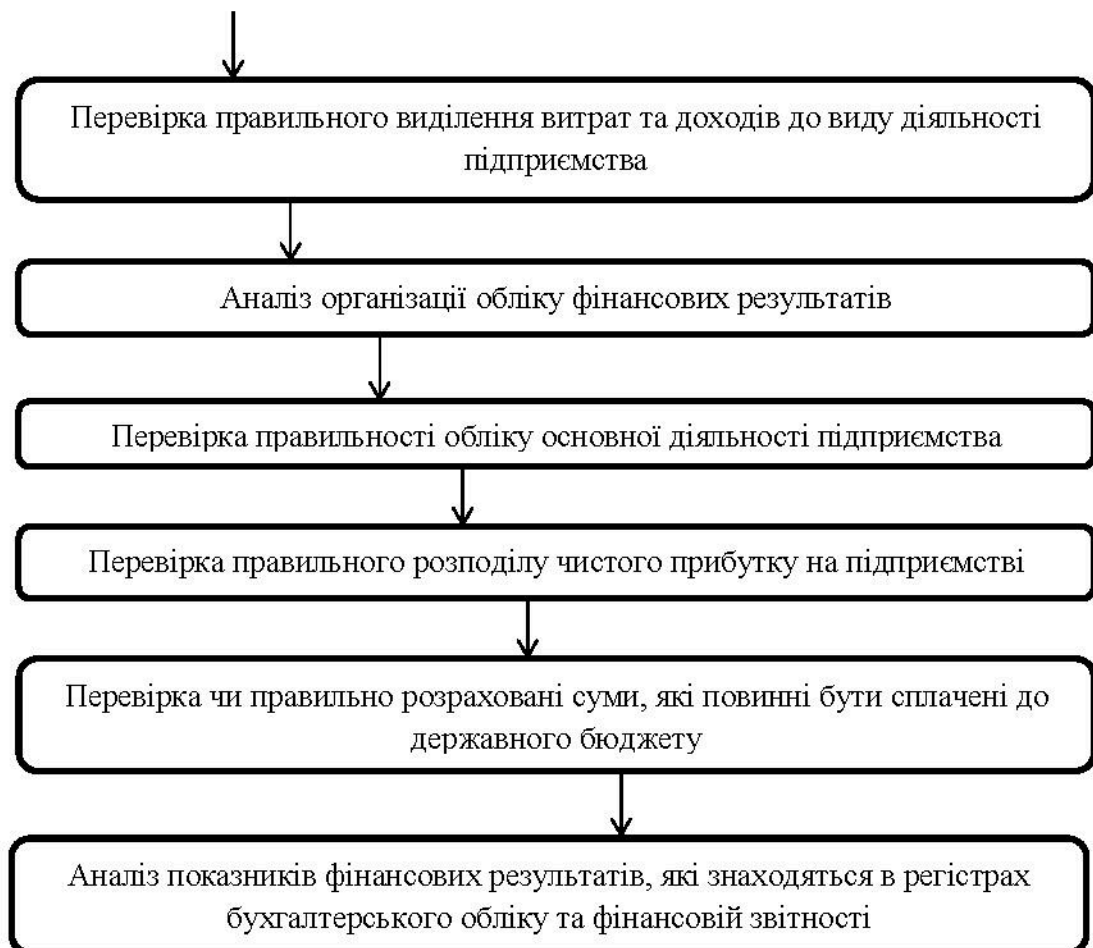 Перевірка правильного виділення витрат та доходів до виду діяльності
підприємства
Аналіз організації обліку фінансових результатів
Перевірка правильності обліку основної діяльності підприємства
Перевірка правильного розподілу чистого прибутку на підприємстві
Перевірка чи правильно розраховані суми, які повинні бути сплачені до
державного бюджету
Аналіз показників фінансових результатів, які знаходяться в регістрах
бухгалтерського обліку та фінансовій звітності